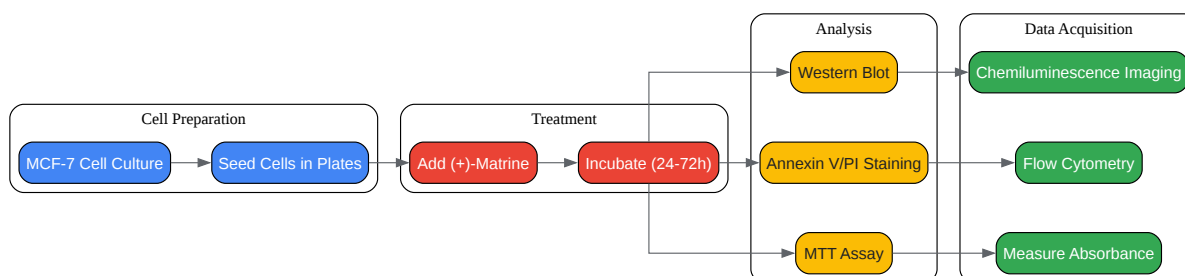 Cell Preparation
MCF-7 Cell Culture
Seed Cells in Plates
Treatment
Add (+)-Matrine
Incubate (24-72h)
Analysis
Western Blot
Annexin V/PI Staining
MTT Assay
Data Acquisition
Chemiluminescence Imaging
Flow Cytometry
Measure Absorbance